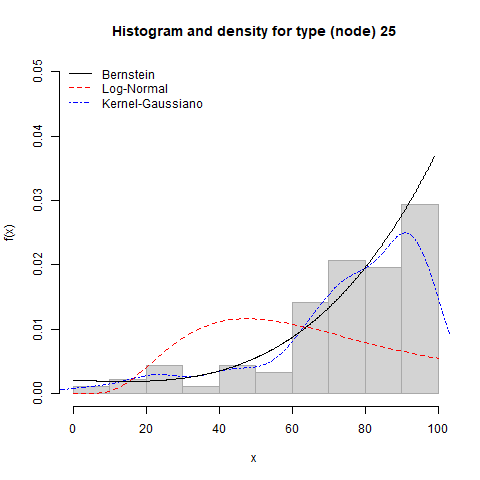 Histogram and density for type (node) 25
Bernstein
Log-Normal
Kernel-Gaussiano
f(x)
0.05
0.04
0.03
0.02
0.01
0.00
0 20 40 60 80 100
x